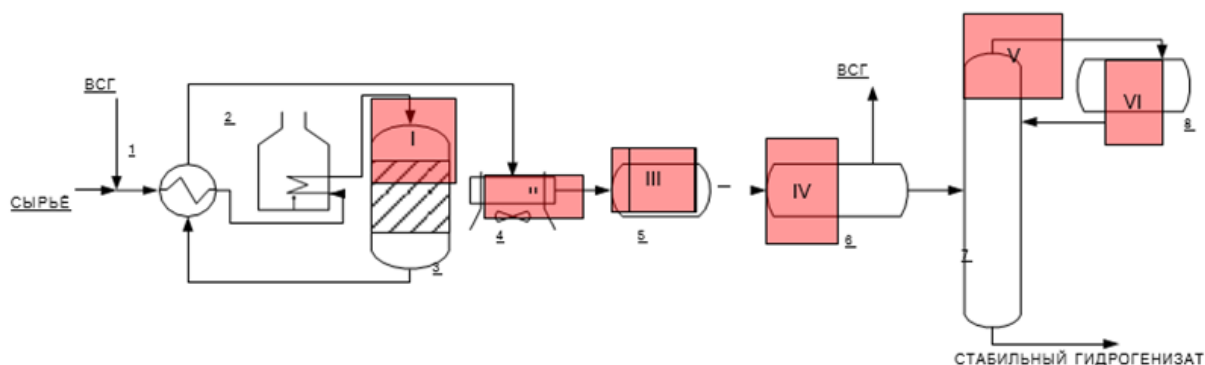 ВСГ
1
2
СЫРЬЁ
I
3
II
4
III
5
ВСГ
IV
6
V
VI
8
7
СТАБИЛЬНЫЙ ГИДРОГЕНИЗАТ